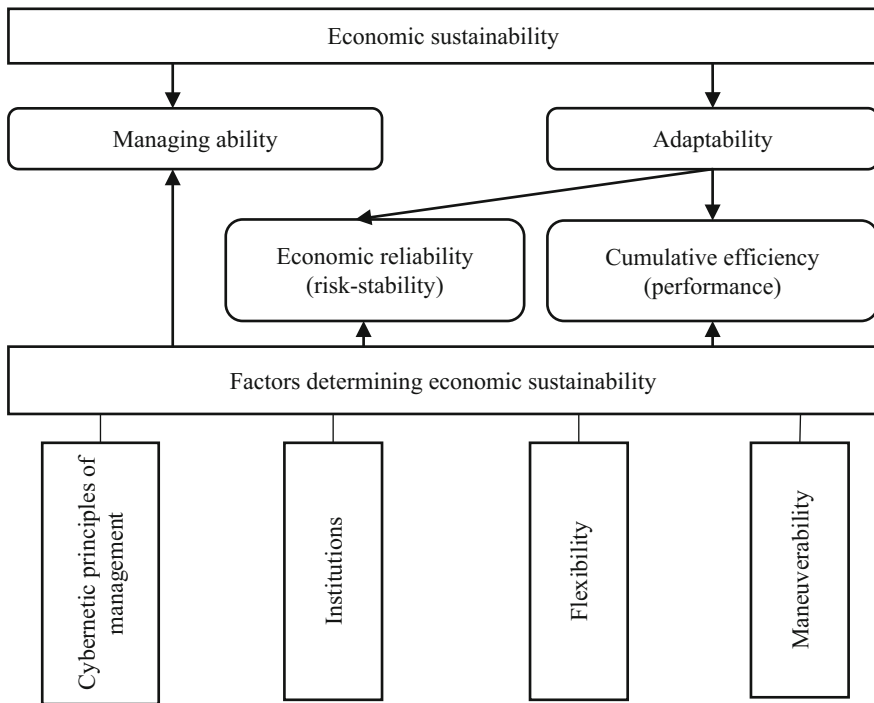 Economic sustainability
Managing ability
Adaptability
Economic reliability
(risk-stability)
Cumulative efficiency
(performance)
Factors determining economic sustainability
Cybernetic principles of
management
Institutions
Flexibility
Maneuverability